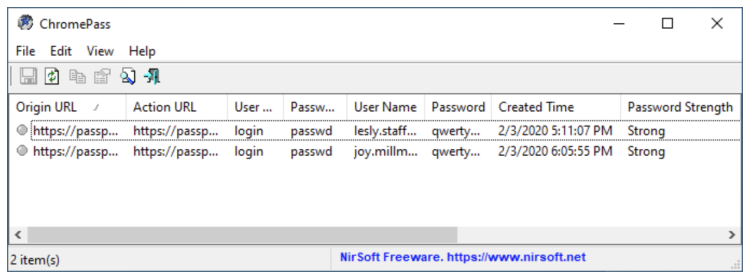 ChromePass
File Edit View Help
Origin URL / Action URL User ... Passw... User Name Password Created Time Password Strength
https://passp... https://passp... login passwd lesly.staff... qwerty... 2/3/2020 5:11:07 PM Strong
https://passp... https://passp... login passwd joy.millm... qwerty... 2/3/2020 6:05:55 PM Strong
2 item(s) NirSoft Freeware. https://www.nirsoft.net